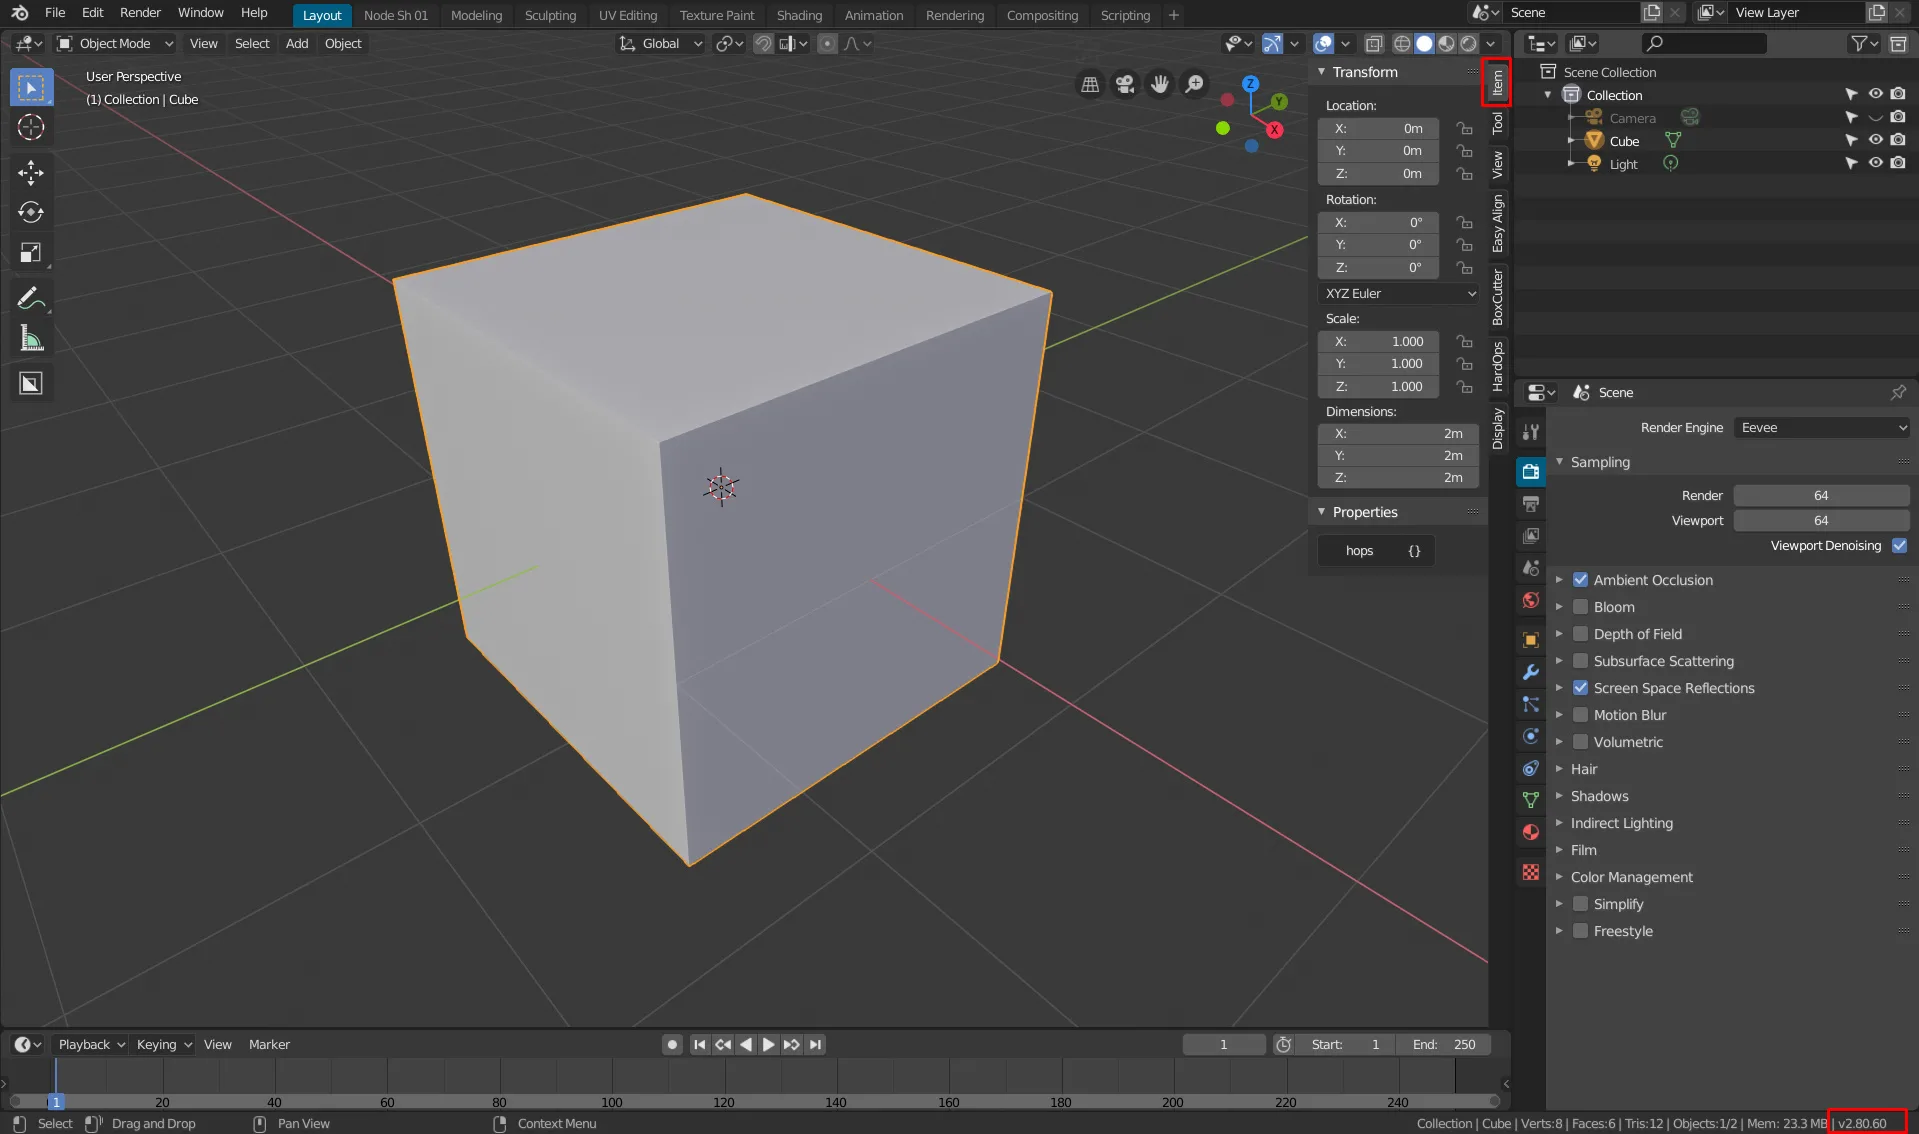 File Edit Render Window Help Layout Node Sh 01 Modeling Sculpting UV Editing Texture Paint Shading Animation Rendering Compositing Scripting + Scene View Layer
Object Mode View Select Add Object Global
User Perspective
(1) Collection | Cube
Z
Y
X
Transform
Location:
X: 0m
Y: 0m
Z: 0m
Rotation:
X: 0°
Y: 0°
Z: 0°
XYZ Euler
Scale:
X: 1.000
Y: 1.000
Z: 1.000
Dimensions:
X: 2m
Y: 2m
Z: 2m
Properties
hops {}
Item
Tool
View
Easy Align
BoxCutter
HardOps
Display
Scene Collection
Collection
Camera
Cube
Light
Scene
Render Engine Eevee
Sampling
Render 64
Viewport 64
Viewport Denoising
Ambient Occlusion
Bloom
Depth of Field
Subsurface Scattering
Screen Space Reflections
Motion Blur
Volumetric
Hair
Shadows
Indirect Lighting
Film
Color Management
Simplify
Freestyle
Playback Keying View Marker 1 Start: 1 End: 250
1 20 40 60 80 100 120 140 160 180 200 220 240
Select Drag and Drop Pan View Context Menu Collection | Cube | Verts:8 | Faces:6 | Tris:12 | Objects:1/2 | Mem: 23.3 MB | v2.80.60